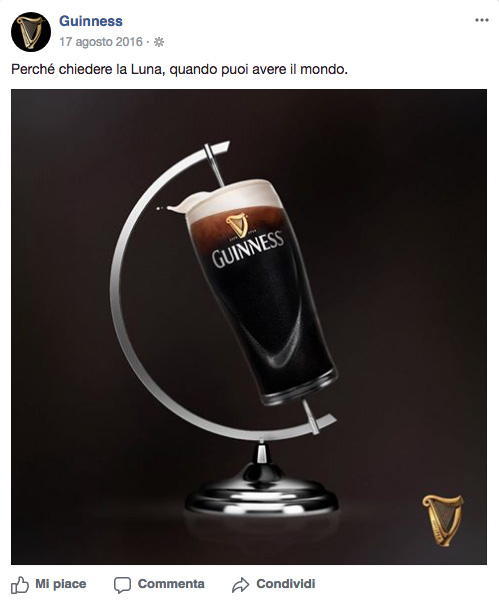 Guinness
17 agosto 2016 ·
Perché chiedere la Luna, quando puoi avere il mondo.
GUINNESS
Mi piace
Commenta
Condividi